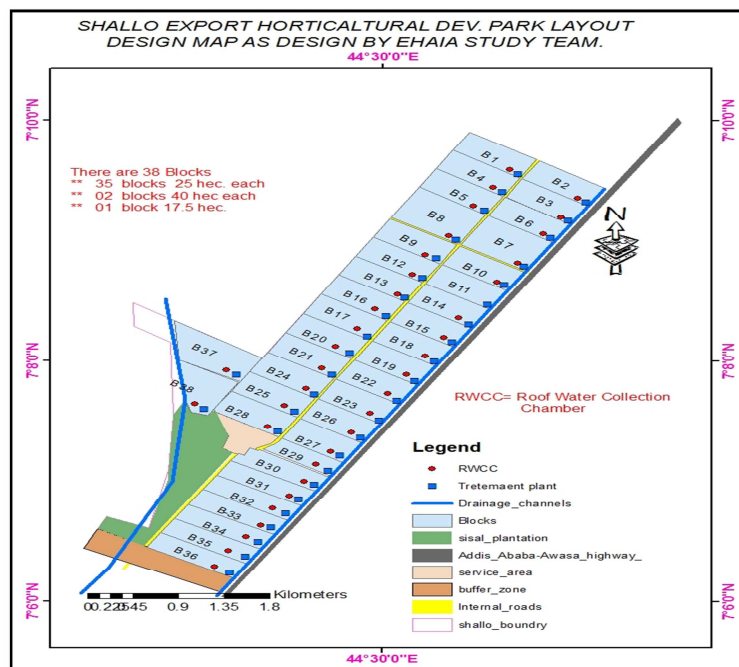 SHALLO EXPORT HORTICALTURAL DEV. PARK LAYOUT
DESIGN MAP AS DESIGN BY EHAIA STUDY TEAM.
44°30'0"E
7°10'0"N
7°10'0"N
There are 38 Blocks
** 35 blocks 25 hec. each
** 02 blocks 40 hec each
** 01 block 17.5 hec.
B1
B2
B4
B3
B5
B6
B8
B7
N
B9
B10
B12
B11
B13
B14
B16
B15
B17
B18
B20
B19
B21
B22
B24
B23
B25
B26
B28
B27
B29
B37
B38
B30
B31
B32
B33
B34
B35
B36
7°8'0"N
7°8'0"N
RWCC= Roof Water Collection
Chamber
Legend
RWCC
Tretemaent plant
Drainage_channels
Blocks
sisal_plantation
Addis_Ababa-Awasa_highway_
service_area
buffer_zone
Internal_roads
shallo_boundry
7°6'0"N
7°6'0"N
Kilometers
0 0.2250.45 0.9 1.35 1.8
44°30'0"E